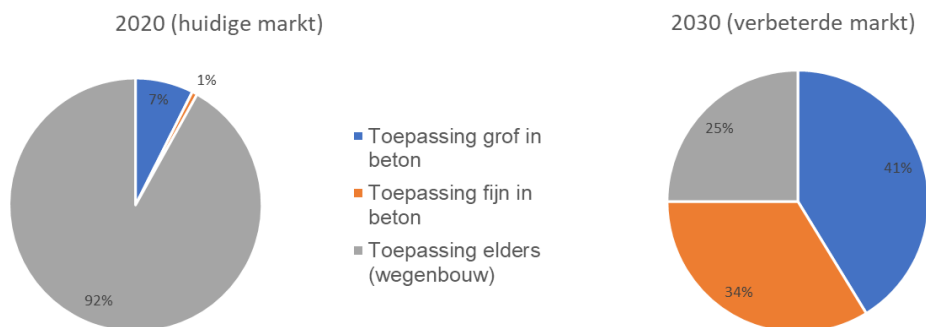 2020 (huidige markt)
2030 (verbeterde markt)
1%
7%
92%
Toepassing grof in
beton
Toepassing fijn in
beton
Toepassing elders
(wegenbouw)
25%
41%
34%